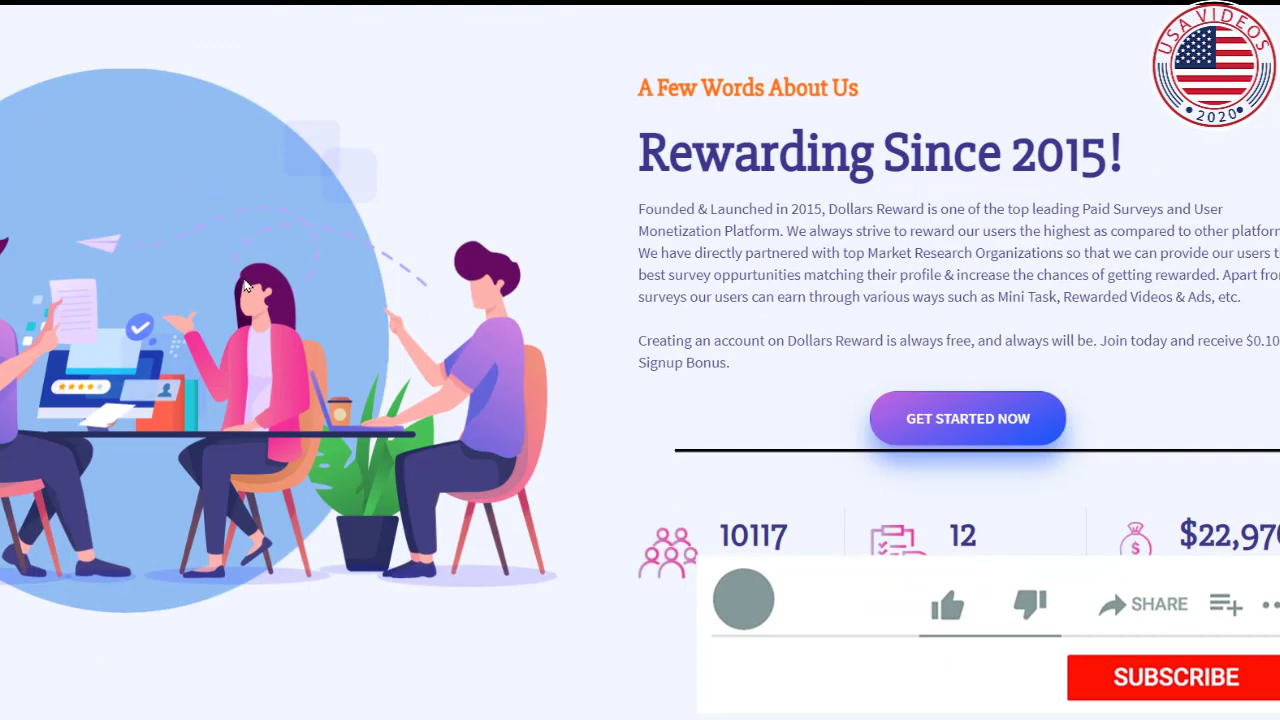 USA VIDEOS
2020
A Few Words About Us
Rewarding Since 2015!
Founded & Launched in 2015, Dollars Reward is one of the top leading Paid Surveys and User
Monetization Platform. We always strive to reward our users the highest as compared to other
We have directly partnered with top Market Research Organizations so that we can provide our users
best survey oppurtunities matching their profile & increase the chances of getting rewarded. Apart
surveys our users can earn through various ways such as Mini Task, Rewarded Videos & Ads, etc.
Creating an account on Dollars Reward is always free, and always will be. Join today and receive $0.10
Signup Bonus.
GET STARTED NOW
10117
12
SHARE
SUBSCRIBE